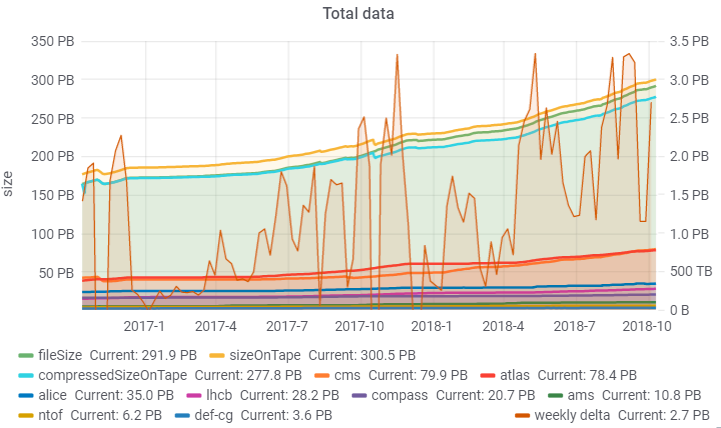 Total data
350 PB 3.5 PB
300 PB 3.0 PB
250 PB 2.5 PB
200 PB 2.0 PB
size
150 PB 1.5 PB
100 PB 1.0 PB
50 PB 500 TB
0 B
2017-1 2017-4 2017-7 2017-10 2018-1 2018-4 2018-7 2018-10
fileSize Current: 291.9 PB sizeOnTape Current: 300.5 PB
compressedSizeOnTape Current: 277.8 PB cms Current: 79.9 PB atlas Current: 78.4 PB
alice Current: 35.0 PB lhcb Current: 28.2 PB compass Current: 20.7 PB ams Current: 10.8 PB
ntof Current: 6.2 PB def-cg Current: 3.6 PB weekly delta Current: 2.7 PB